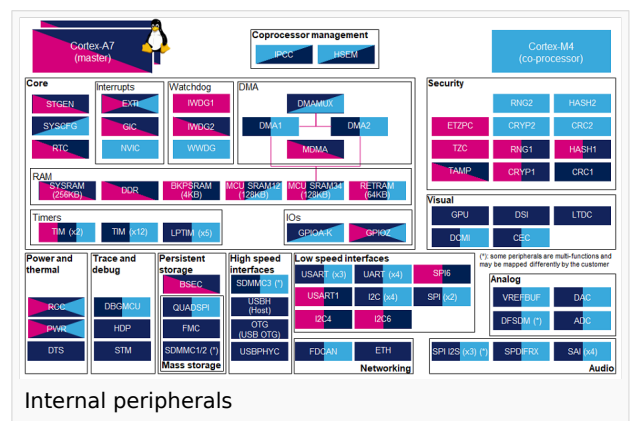 Cortex-A7
(master)
Coprocessor management
IPCC HSEM
Cortex-M4
(co-processor)
Core
STGEN
SYSCFG
RTC
Interrupts
EXTI
GIC
NVIC
Watchdog
IWDG1
IWDG2
WWDG
DMA
DMAMUX
DMA1 DMA2
MDMA
Security
RNG2 HASH2
ETZPC CRYP2 CRC2
TZC RNG1 HASH1
TAMP CRYP1 CRC1
RAM
SYSRAM
(256KB)
DDR
BKPSRAM
(4KB)
MCU SRAM12
(128KB)
MCU SRAM34
(128KB)
RETRAM
(64KB)
Timers
TIM (x2) TIM (x12) LPTIM (x5)
IOs
GPIOA-K GPIOZ
Visual
GPU DSI LTDC
DCMI CEC
(*): some peripherals are multi-functions and
may be mapped differently by the customer
Power and
thermal
RCC
PWR
DTS
Trace and
debug
DBGMCU
HDP
STM
Persistent
storage
BSEC
QUADSPI
FMC
SDMMC1/2 (*)
Mass storage
High speed
interfaces
SDMMC3 (*)
USBH
(Host)
OTG
(USB OTG)
USBPHYC
Low speed interfaces
USART (x3) UART (x4) SPI6
USART1 I2C (x4) SPI (x2)
I2C4 I2C6
Analog
VREFBUF DAC
DFSDM (*) ADC
FDCAN ETH
Networking
SPI I2S (x3) (*) SPDIFRX SAI (x4)
Audio
Internal peripherals